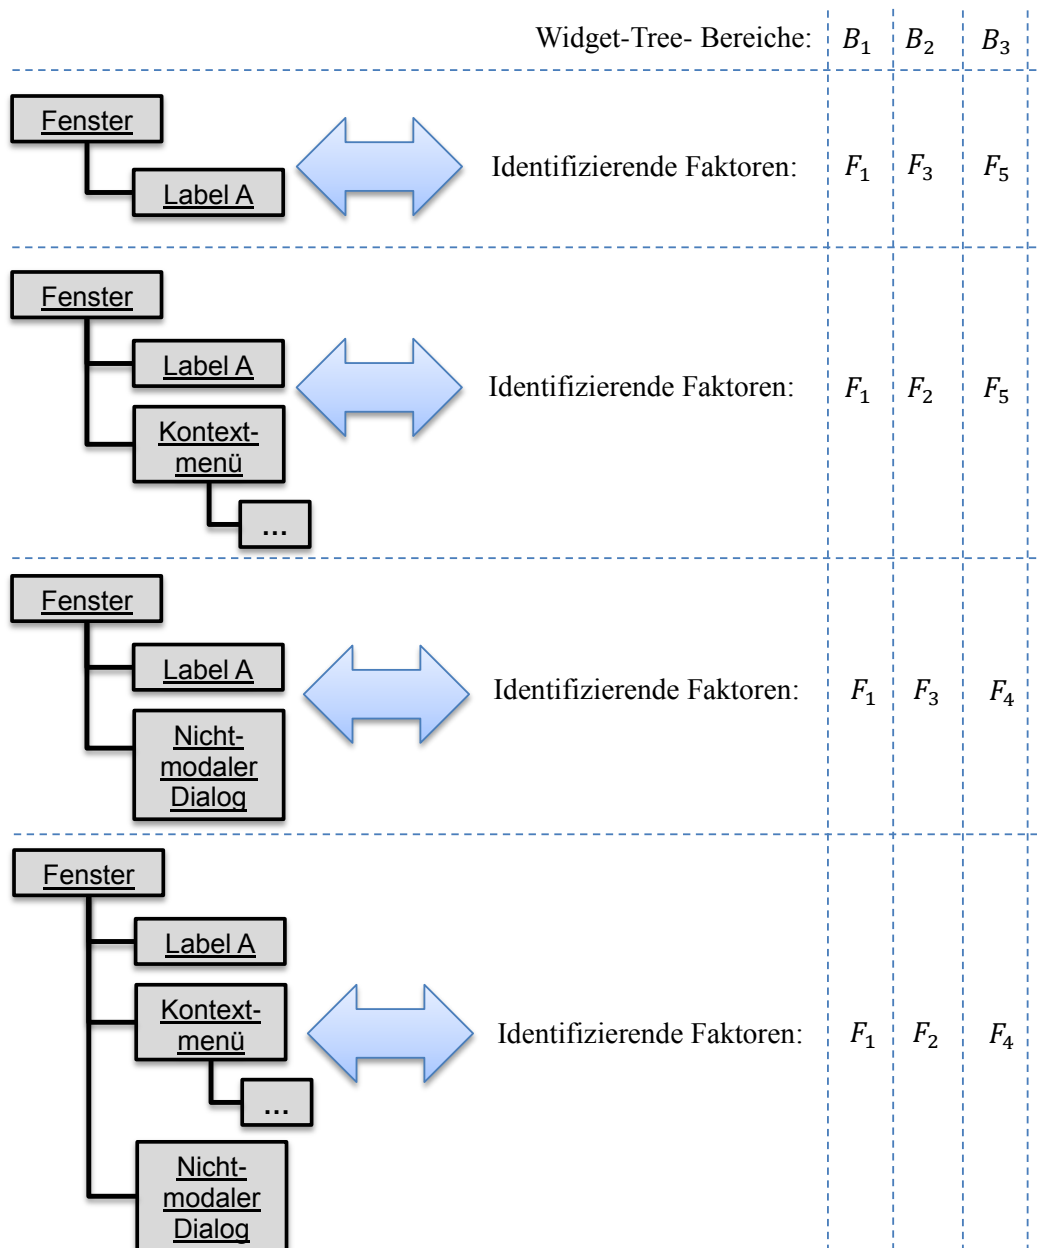 Widget-Tree- Bereiche: B₁ B₂ B₃
Fenster
Label A
Identifizierende Faktoren: F₁ F₃ F₅
Fenster
Label A
Identifizierende Faktoren: F₁ F₂ F₅
Kontext-
menü
...
Fenster
Label A
Identifizierende Faktoren: F₁ F₃ F₄
Nicht-
modaler
Dialog
Fenster
Label A
Kontext-
menü
Identifizierende Faktoren: F₁ F₂ F₄
...
Nicht-
modaler
Dialog